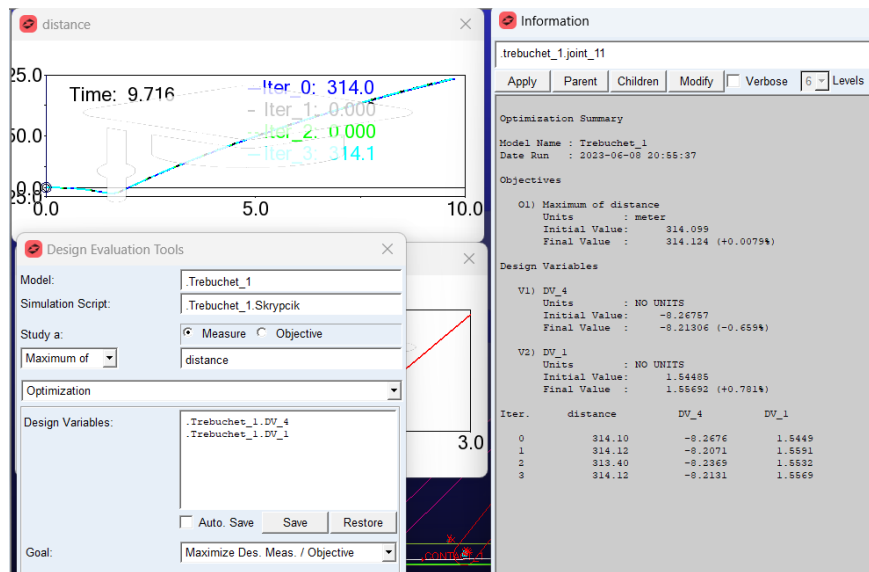 distance
25.0
Time: 9.716
Iter_0: 314.0
Iter_1: 0.000
50.0
Iter_2: 0.000
Iter_3: 314.1
0.0
25.0
0.0
5.0
10.0
Design Evaluation Tools
Model:
.Trebuchet_1
Simulation Script:
.Trebuchet_1.Skrypcik
Study a:
Measure
Objective
Maximum of
distance
Optimization
Design Variables:
.Trebuchet_1.DV_4
.Trebuchet_1.DV_1
Auto. Save
Save
Restore
Goal:
Maximize Des. Meas. / Objective
3.0
Information
.trebuchet_1.joint_11
Apply Parent Children Modify Verbose 6 Levels
Optimization Summary
Model Name : Trebuchet_1
Date Run : 2023-06-08 20:55:37
Objectives
O1) Maximum of distance
Units : meter
Initial Value: 314.099
Final Value : 314.124 (+0.0079%)
Design Variables
V1) DV_4
Units : NO UNITS
Initial Value: -8.26757
Final Value : -8.21306 (-0.659%)
V2) DV_1
Units : NO UNITS
Initial Value: 1.54485
Final Value : 1.55692 (+0.781%)
Iter. distance DV_4 DV_1
0 314.10 -8.2676 1.5449
1 314.12 -8.2071 1.5591
2 313.40 -8.2369 1.5532
3 314.12 -8.2131 1.5569